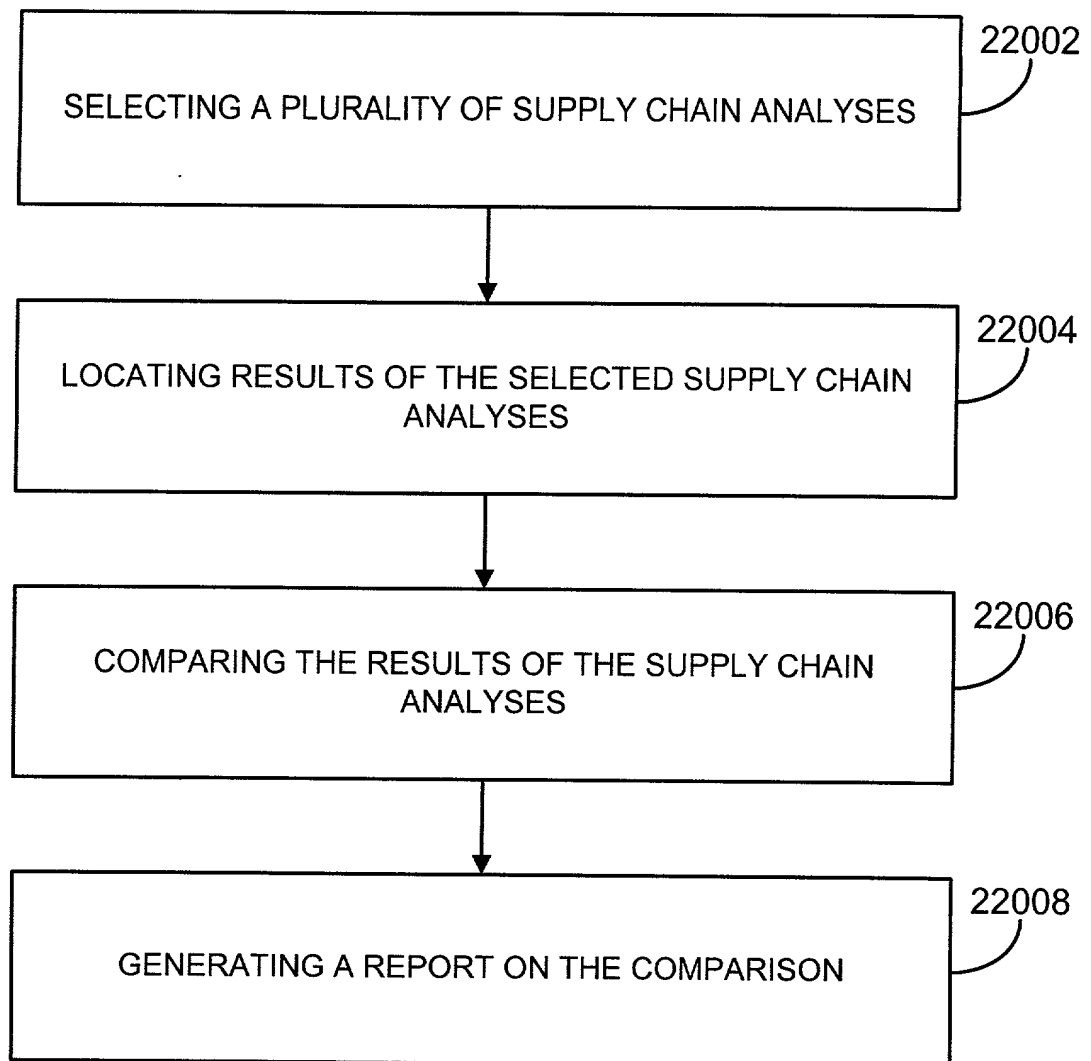 22002
SELECTING A PLURALITY OF SUPPLY CHAIN ANALYSES
22004
LOCATING RESULTS OF THE SELECTED SUPPLY CHAIN
ANALYSES
22006
COMPARING THE RESULTS OF THE SUPPLY CHAIN
ANALYSES
22008
GENERATING A REPORT ON THE COMPARISON